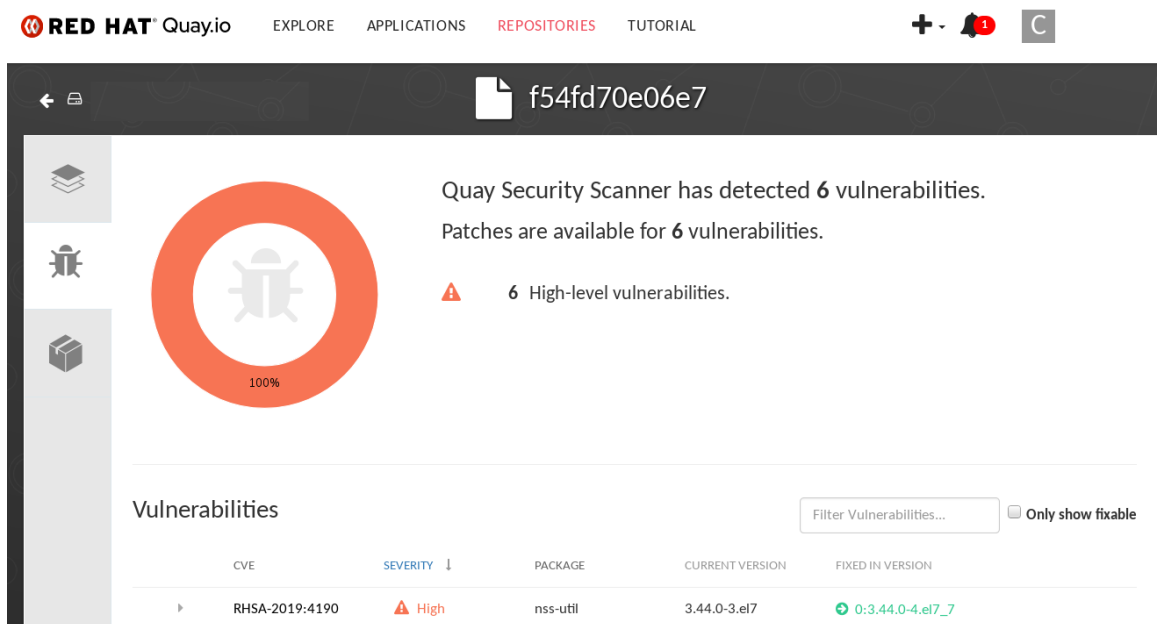 RED HAT Quay.io EXPLORE APPLICATIONS REPOSITORIES TUTORIAL 1 C
f54fd70e06e7
Quay Security Scanner has detected 6 vulnerabilities.
Patches are available for 6 vulnerabilities.
6 High-level vulnerabilities.
100%
Vulnerabilities Filter Vulnerabilities... Only show fixable
CVE SEVERITY ↓ PACKAGE CURRENT VERSION FIXED IN VERSION
RHSA-2019:4190 High nss-util 3.44.0-3.el7 0:3.44.0-4.el7_7